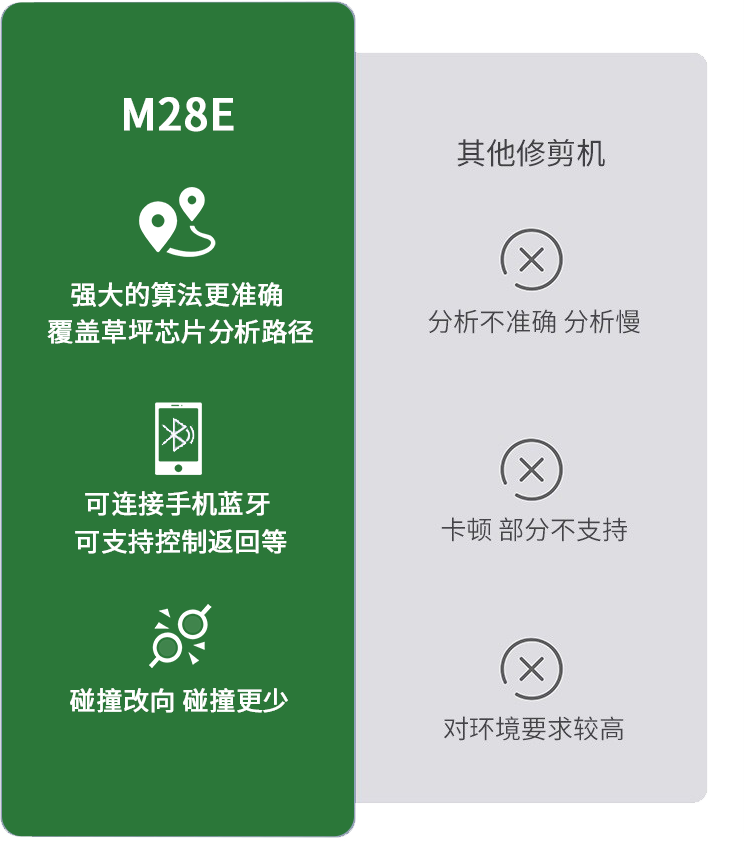 M28E
强大的算法更准确
覆盖草坪芯片分析路径
可连接手机蓝牙
可支持控制返回等
碰撞改向 碰撞更少
其他修剪机
分析不准确 分析慢
卡顿 部分不支持
对环境要求较高